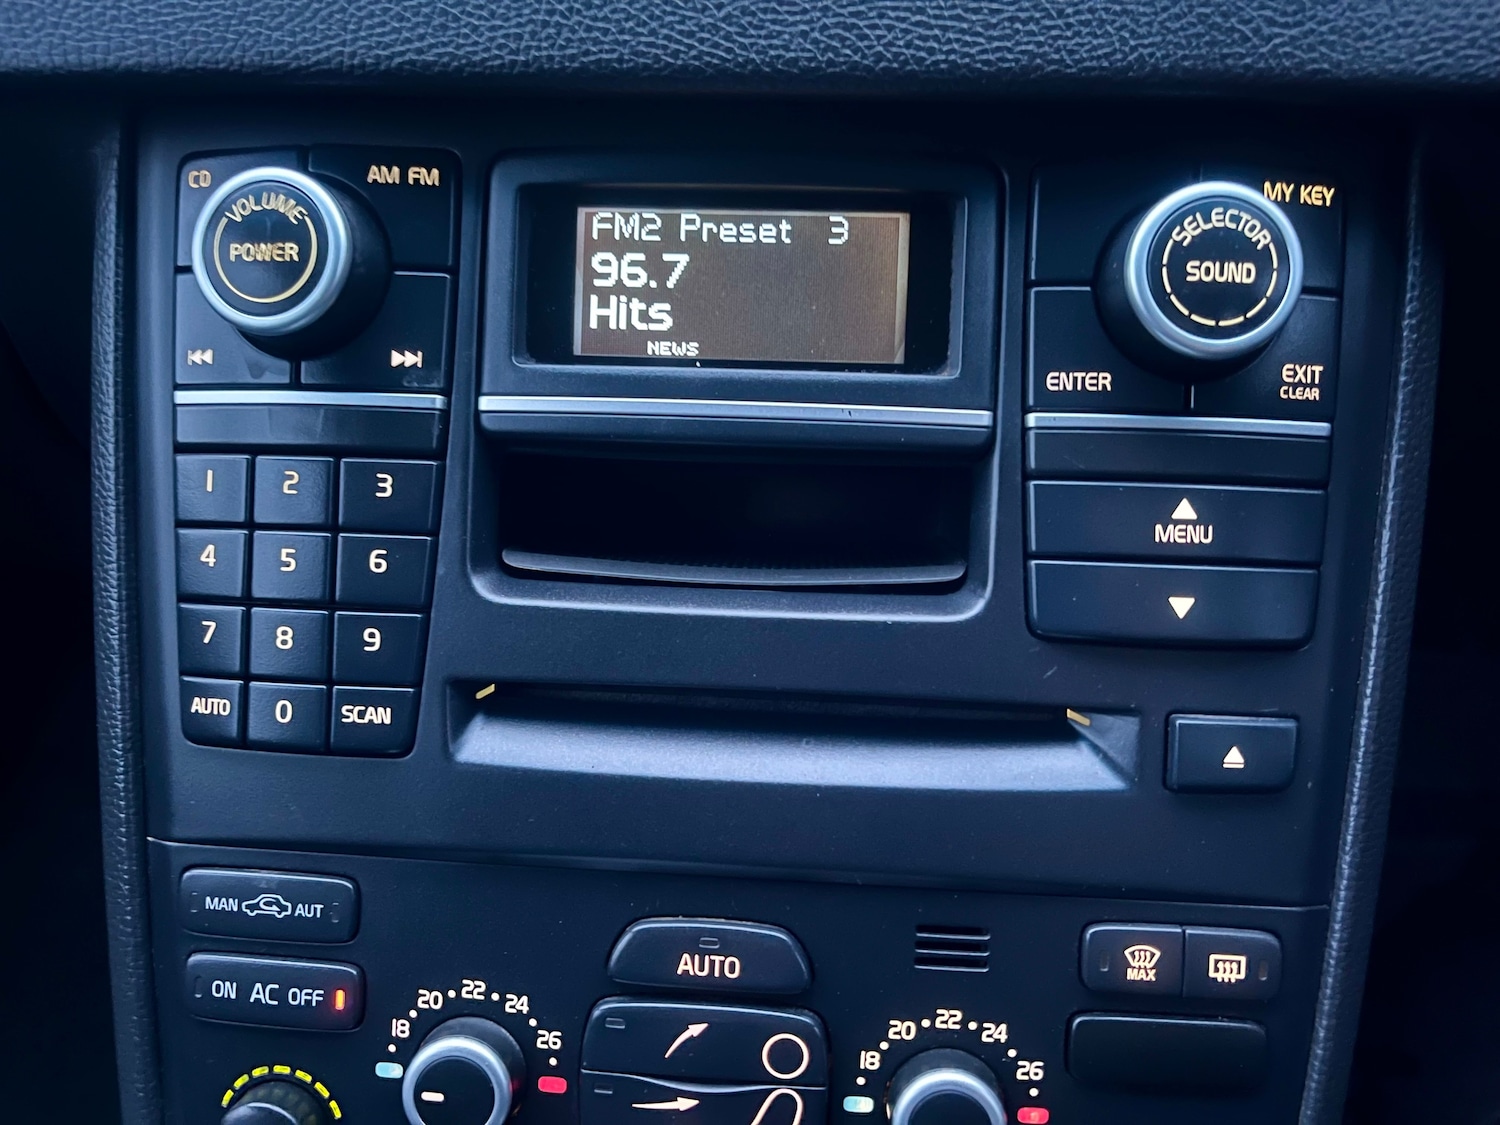 CD
VOLUME
POWER
AM FM
FM2 Preset 3
96.7
Hits
NEWS
MY KEY
SELECTOR
SOUND
ENTER
EXIT
CLEAR
1 2 3
4 5 6
7 8 9
AUTO 0 SCAN
MENU
MAN AUT
ON AC OFF
AUTO
MAX
18 20 22 24 26
18 20 22 24 26